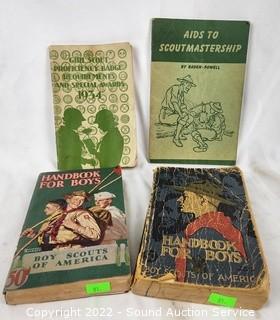 GIRL SCOUT
PROFICIENCY BADGE
REQUIREMENTS
AND SPECIAL AWARDS
1934
AIDS TO
SCOUTMASTERSHIP
BY BADEN-POWELL
HANDBOOK
FOR BOYS
BOY SCOUTS
OF AMERICA
HANDBOOK
FOR BOYS
BOY SCOUTS OF AMERICA
Copyright 2022 - Sound Auction Service